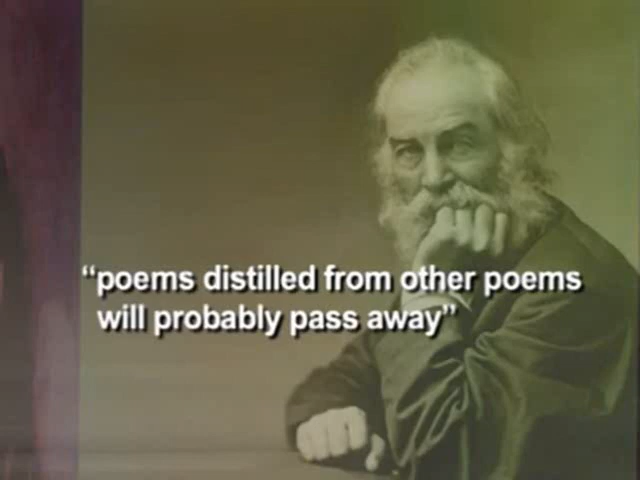 “poems distilled from other poems
will probably pass away”